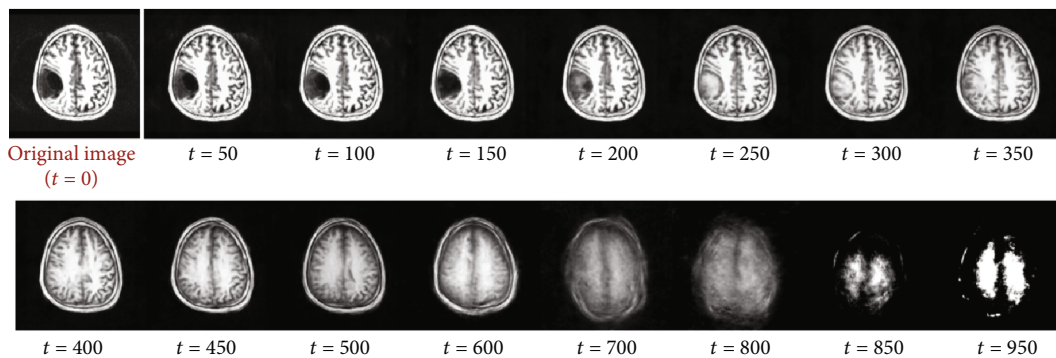 Original image
(t = 0)
t = 50
t = 100
t = 150
t = 200
t = 250
t = 300
t = 350
t = 400
t = 450
t = 500
t = 600
t = 700
t = 800
t = 850
t = 950